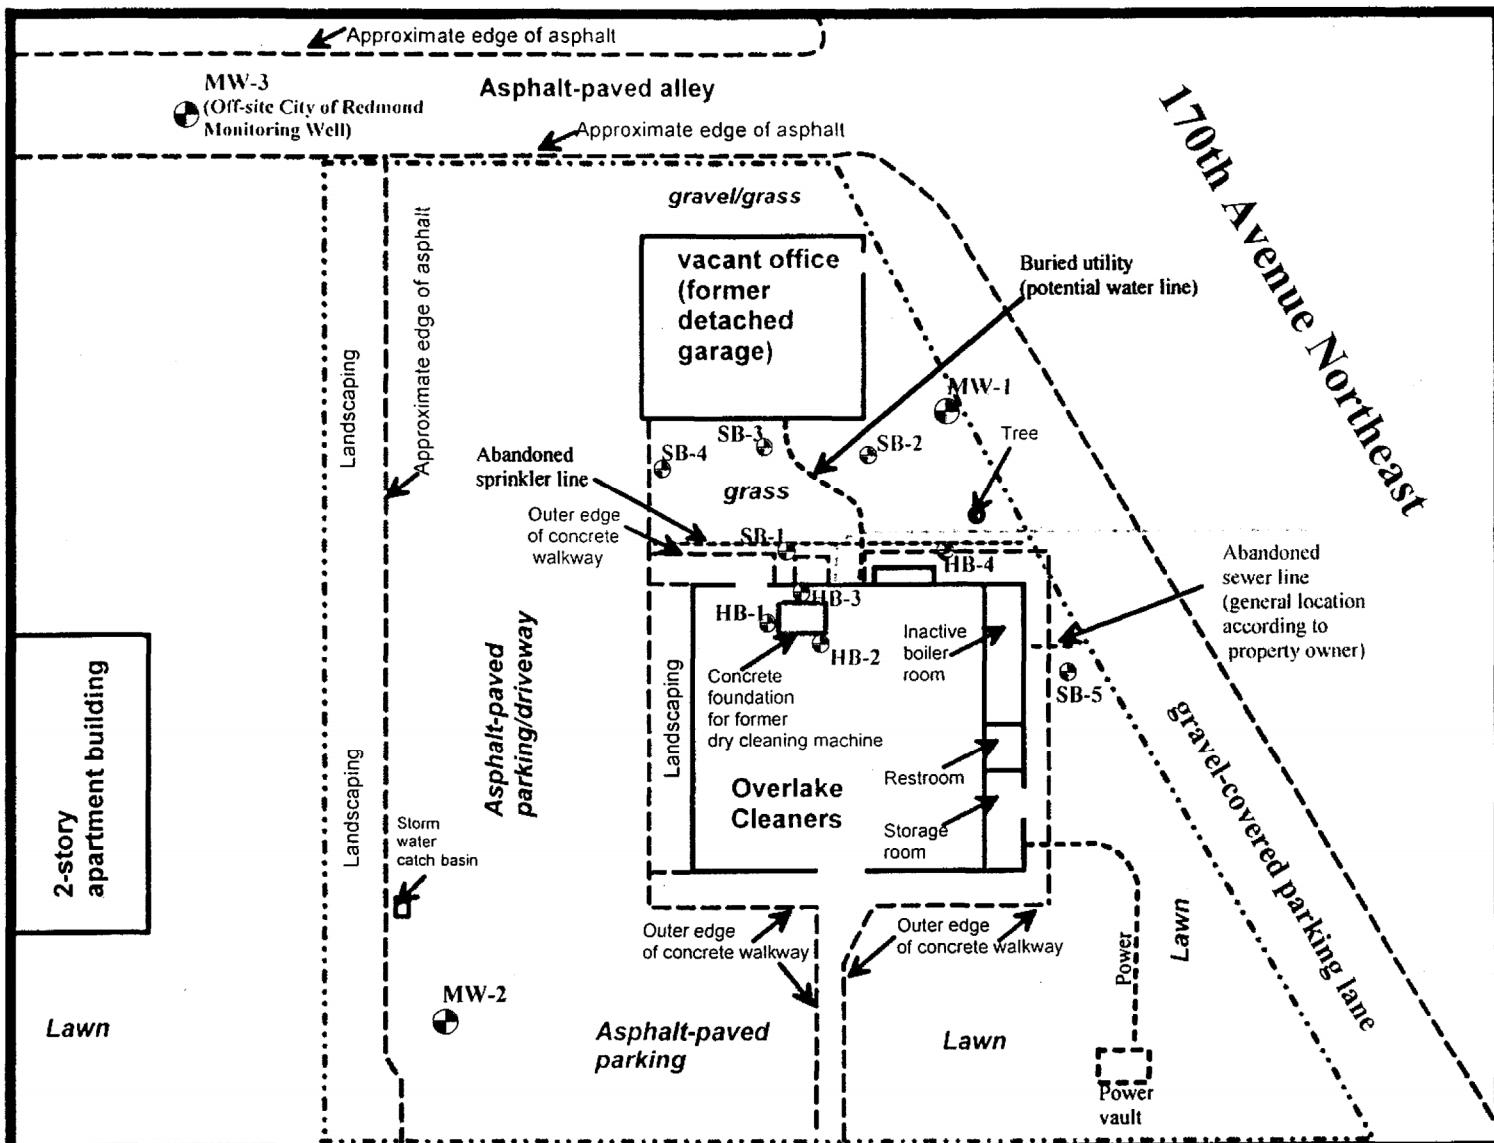 Approximate edge of asphalt
MW-3
(Off-site City of Redmond
Monitoring Well)
Asphalt-paved alley
Approximate edge of asphalt
170th Avenue Northeast
gravel/grass
Landscaping
Approximate edge of asphalt
vacant office
(former
detached
garage)
Buried utility
(potential water line)
MW-1
SB-3
SB-2
SB-4
Tree
Abandoned
sprinkler line
grass
Outer edge
of concrete
walkway
SB-1
HB-4
Abandoned
sewer line
(general location
according to
property owner)
HB-3
HB-1
HB-2
Inactive
boiler
room
SB-5
Concrete
foundation
for former
dry cleaning machine
Landscaping
Asphalt-paved
parking/driveway
2-story
apartment building
Landscaping
Restroom
Overlake
Cleaners
Storage
room
Storm
water
catch basin
gravel-covered parking lane
Outer edge
of concrete walkway
Outer edge
of concrete walkway
Power
Lawn
MW-2
Lawn
Asphalt-paved
parking
Lawn
Power
vault